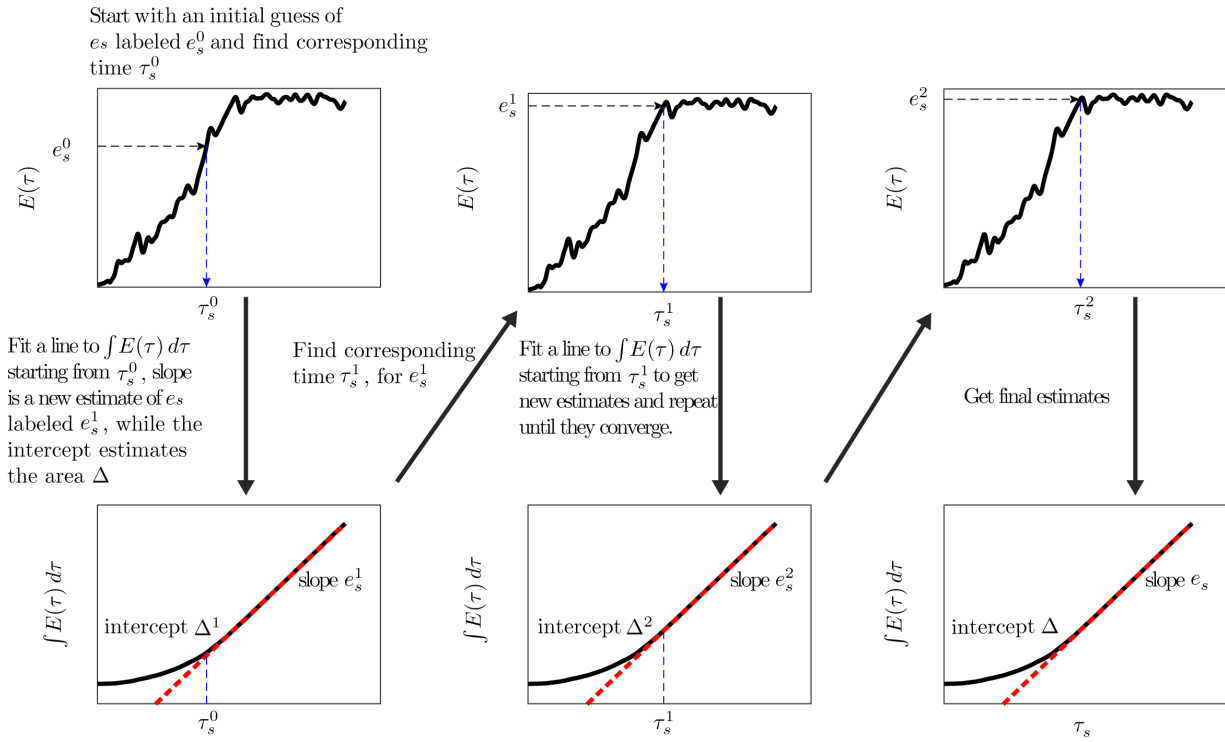 Start with an initial guess of
e_s labeled e_s^0 and find corresponding
time τ_s^0
e_s^0
E(τ)
τ_s^0
e_s^1
E(τ)
τ_s^1
e_s^2
E(τ)
τ_s^2
Fit a line to ∫E(τ) dτ
starting from τ_s^0, slope
is a new estimate of e_s
labeled e_s^1, while the
intercept estimates
the area Δ
Find corresponding
time τ_s^1, for e_s^1
Fit a line to ∫E(τ) dτ
starting from τ_s^1 to get
new estimates and repeat
until they converge.
Get final estimates
∫E(τ) dτ
slope e_s^1
intercept Δ^1
τ_s^0
∫E(τ) dτ
slope e_s^2
intercept Δ^2
τ_s^1
∫E(τ) dτ
slope e_s
intercept Δ
τ_s